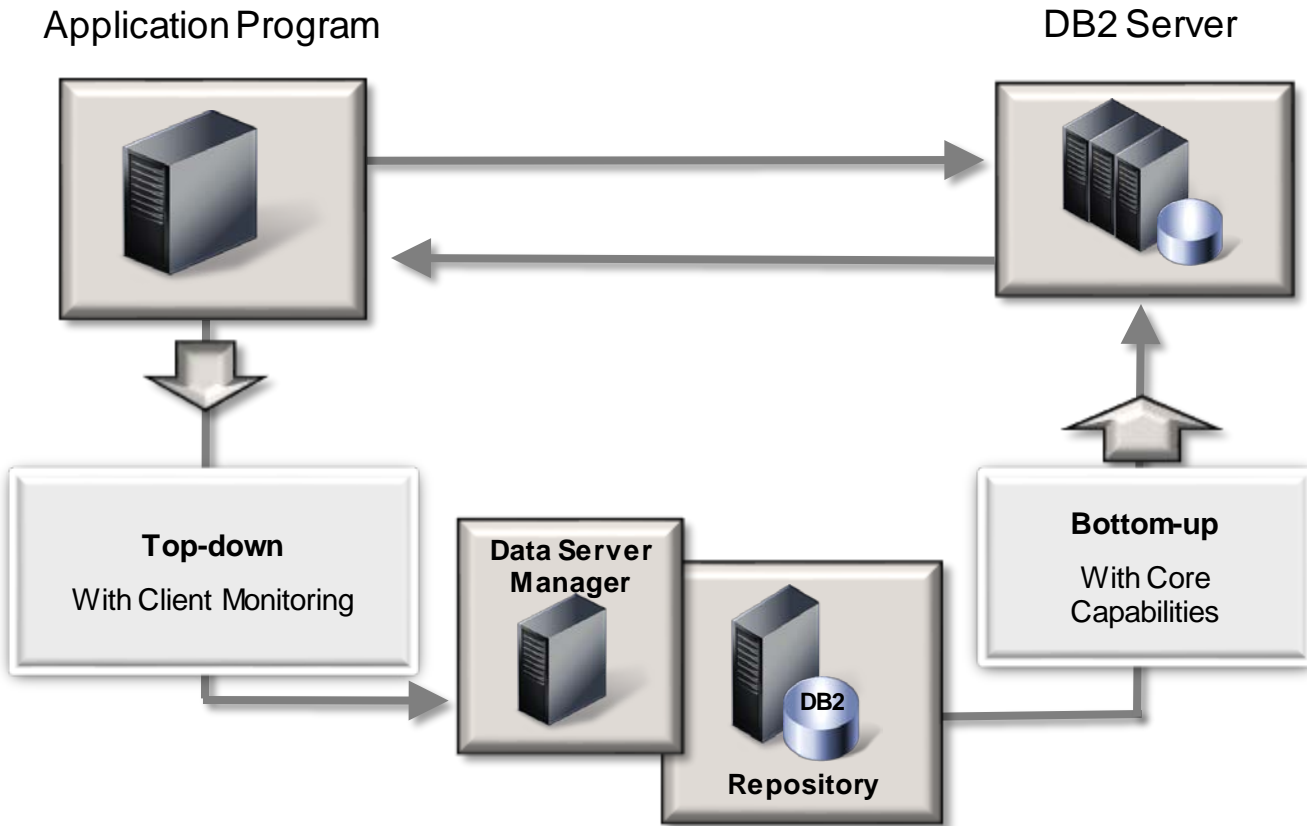 Application Program
DB2 Server
Top-down
With Client Monitoring
Data Server
Manager
DB2
Repository
Bottom-up
With Core
Capabilities